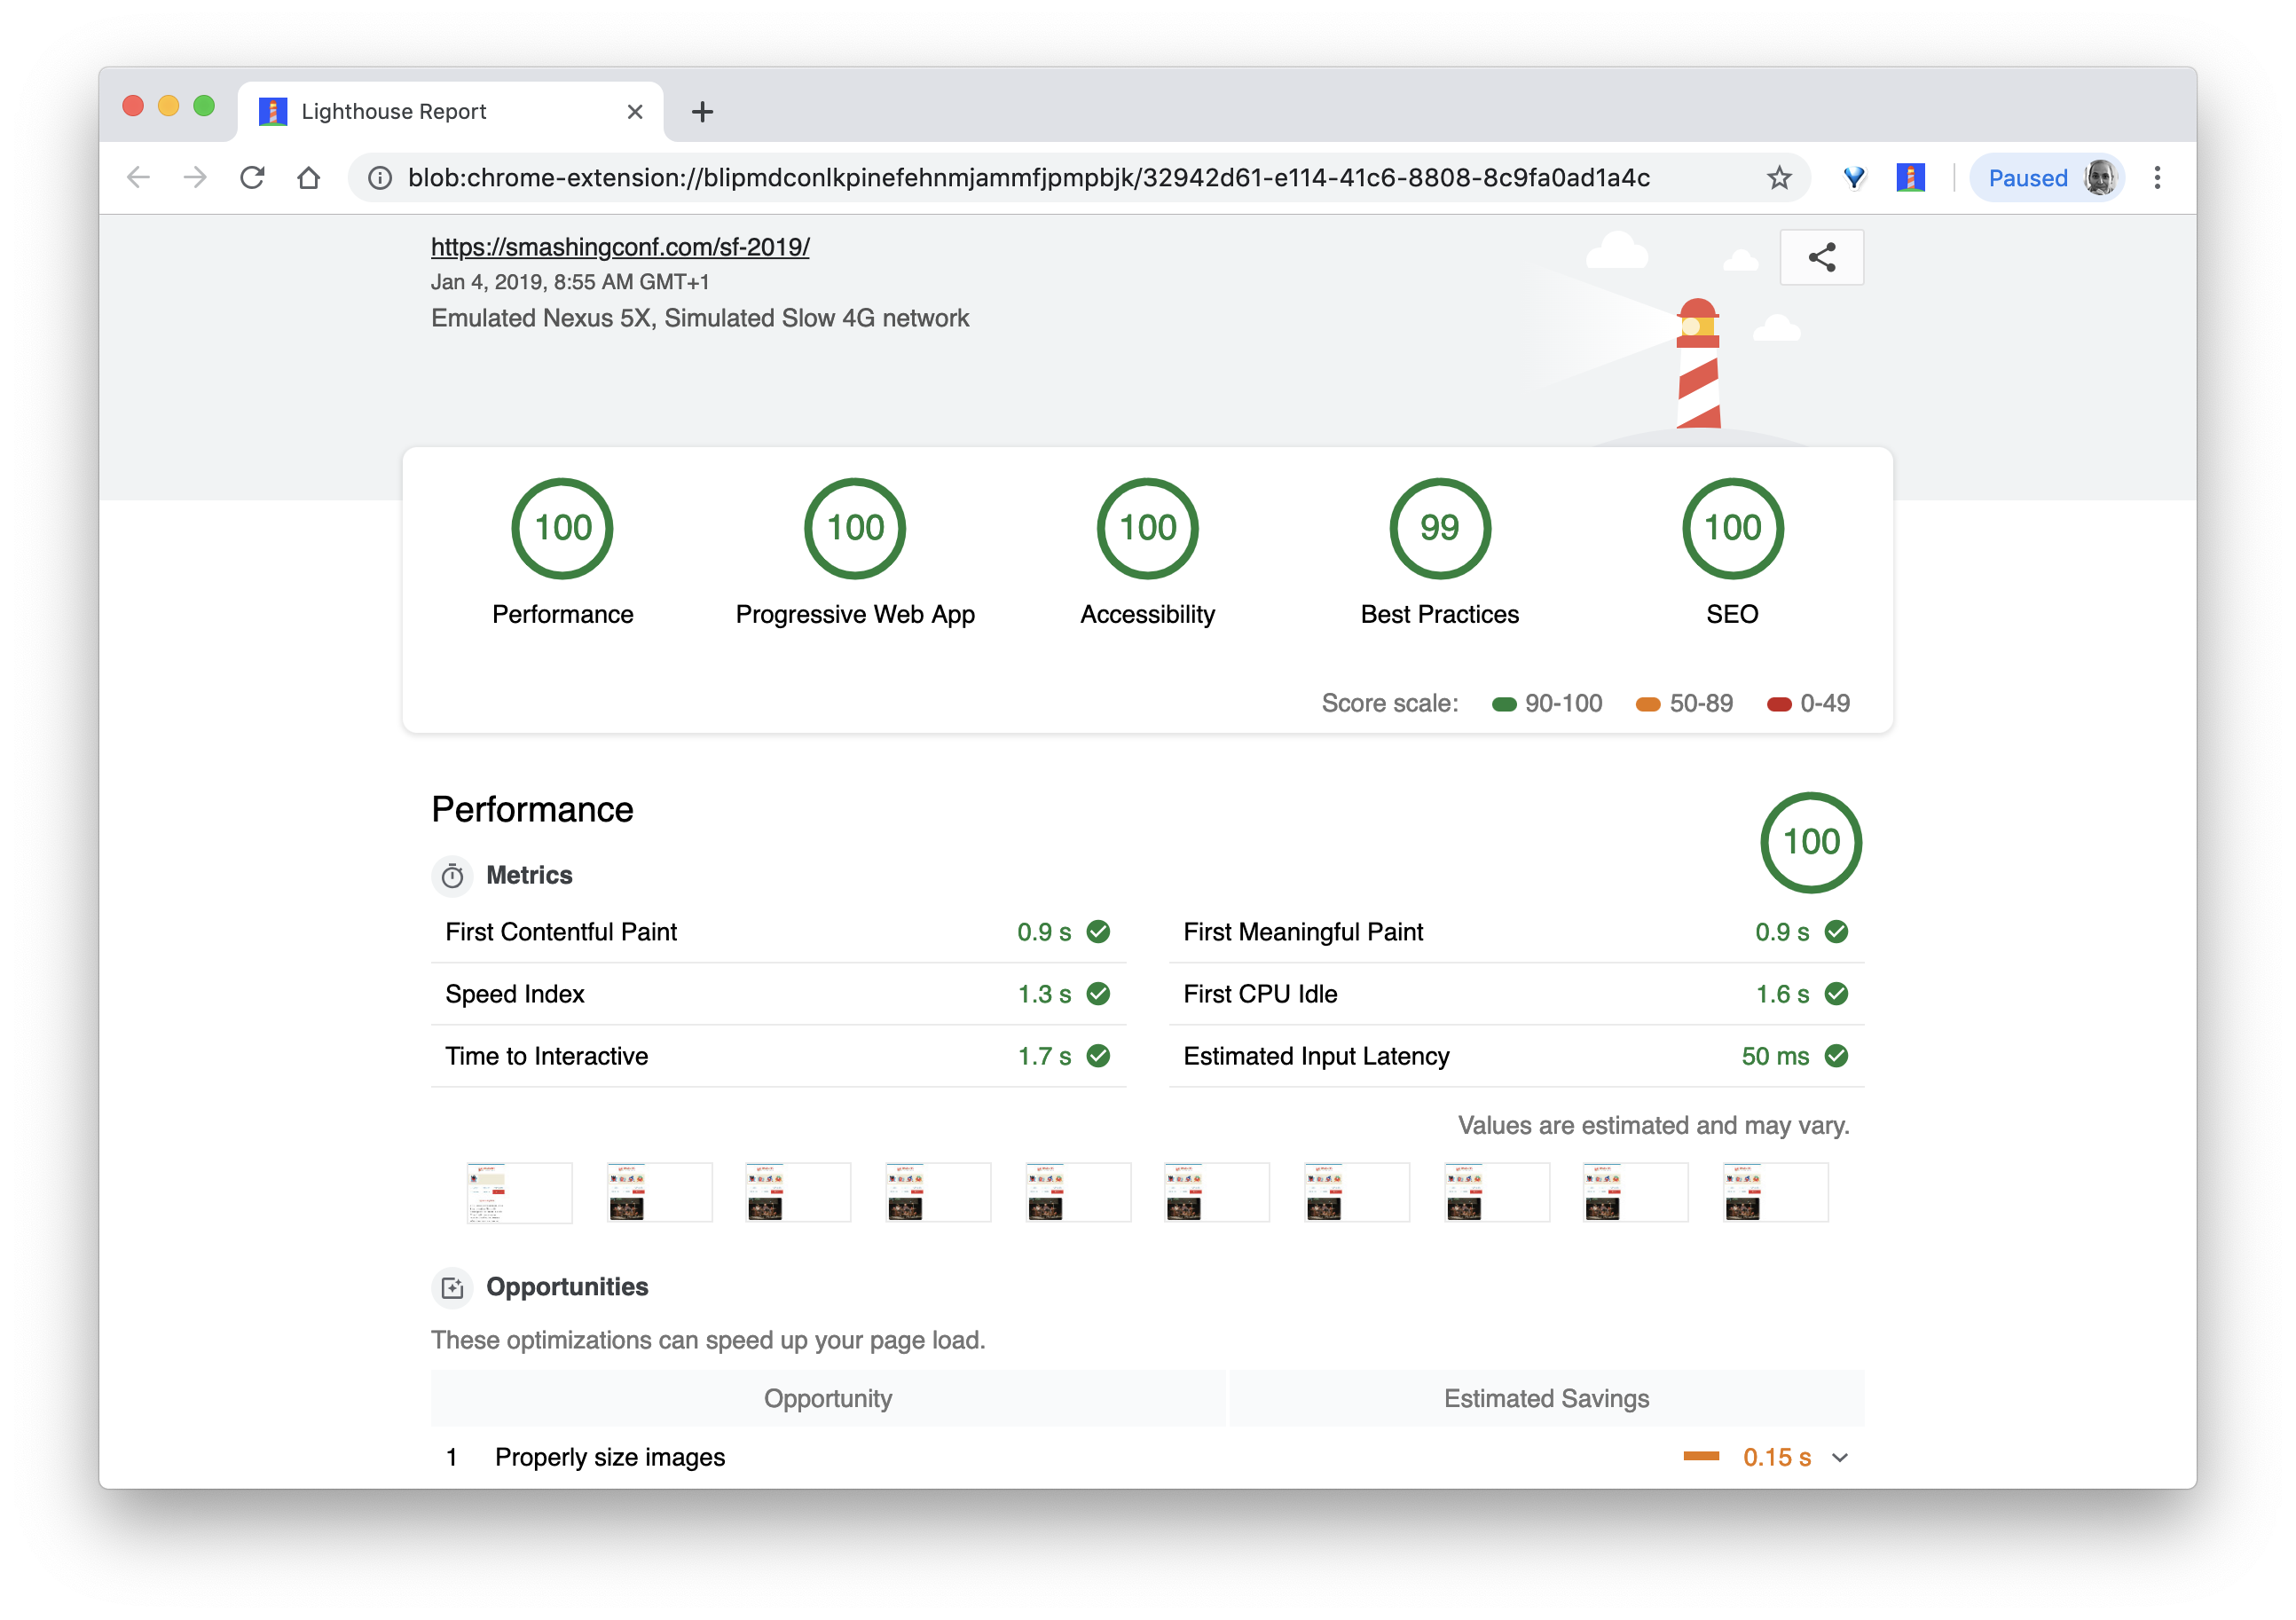 Lighthouse Report
blob:chrome-extension://blipmdconlkpinefehnmjammfjpmpbjk/32942d61-e114-41c6-8808-8c9fa0ad1a4c
Paused
https://smashingconf.com/sf-2019/
Jan 4, 2019, 8:55 AM GMT+1
Emulated Nexus 5X, Simulated Slow 4G network
100 100 100 99 100
Performance Progressive Web App Accessibility Best Practices SEO
Score scale: 90-100 50-89 0-49
Performance
100
Metrics
First Contentful Paint 0.9 s First Meaningful Paint 0.9 s
Speed Index 1.3 s First CPU Idle 1.6 s
Time to Interactive 1.7 s Estimated Input Latency 50 ms
Values are estimated and may vary.
Opportunities
These optimizations can speed up your page load.
Opportunity Estimated Savings
1 Properly size images 0.15 s